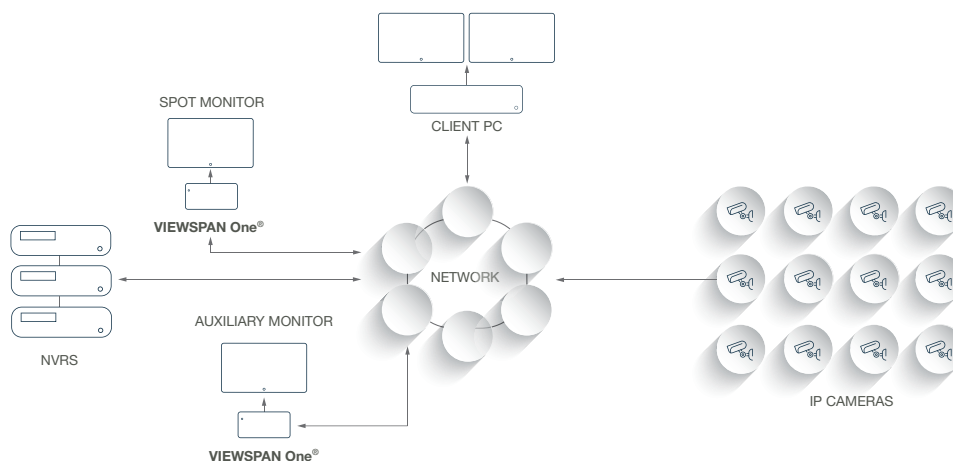 SPOT MONITOR
CLIENT PC
VIEWSPAN One®
NETWORK
AUXILIARY MONITOR
NVRS
IP CAMERAS
VIEWSPAN One®